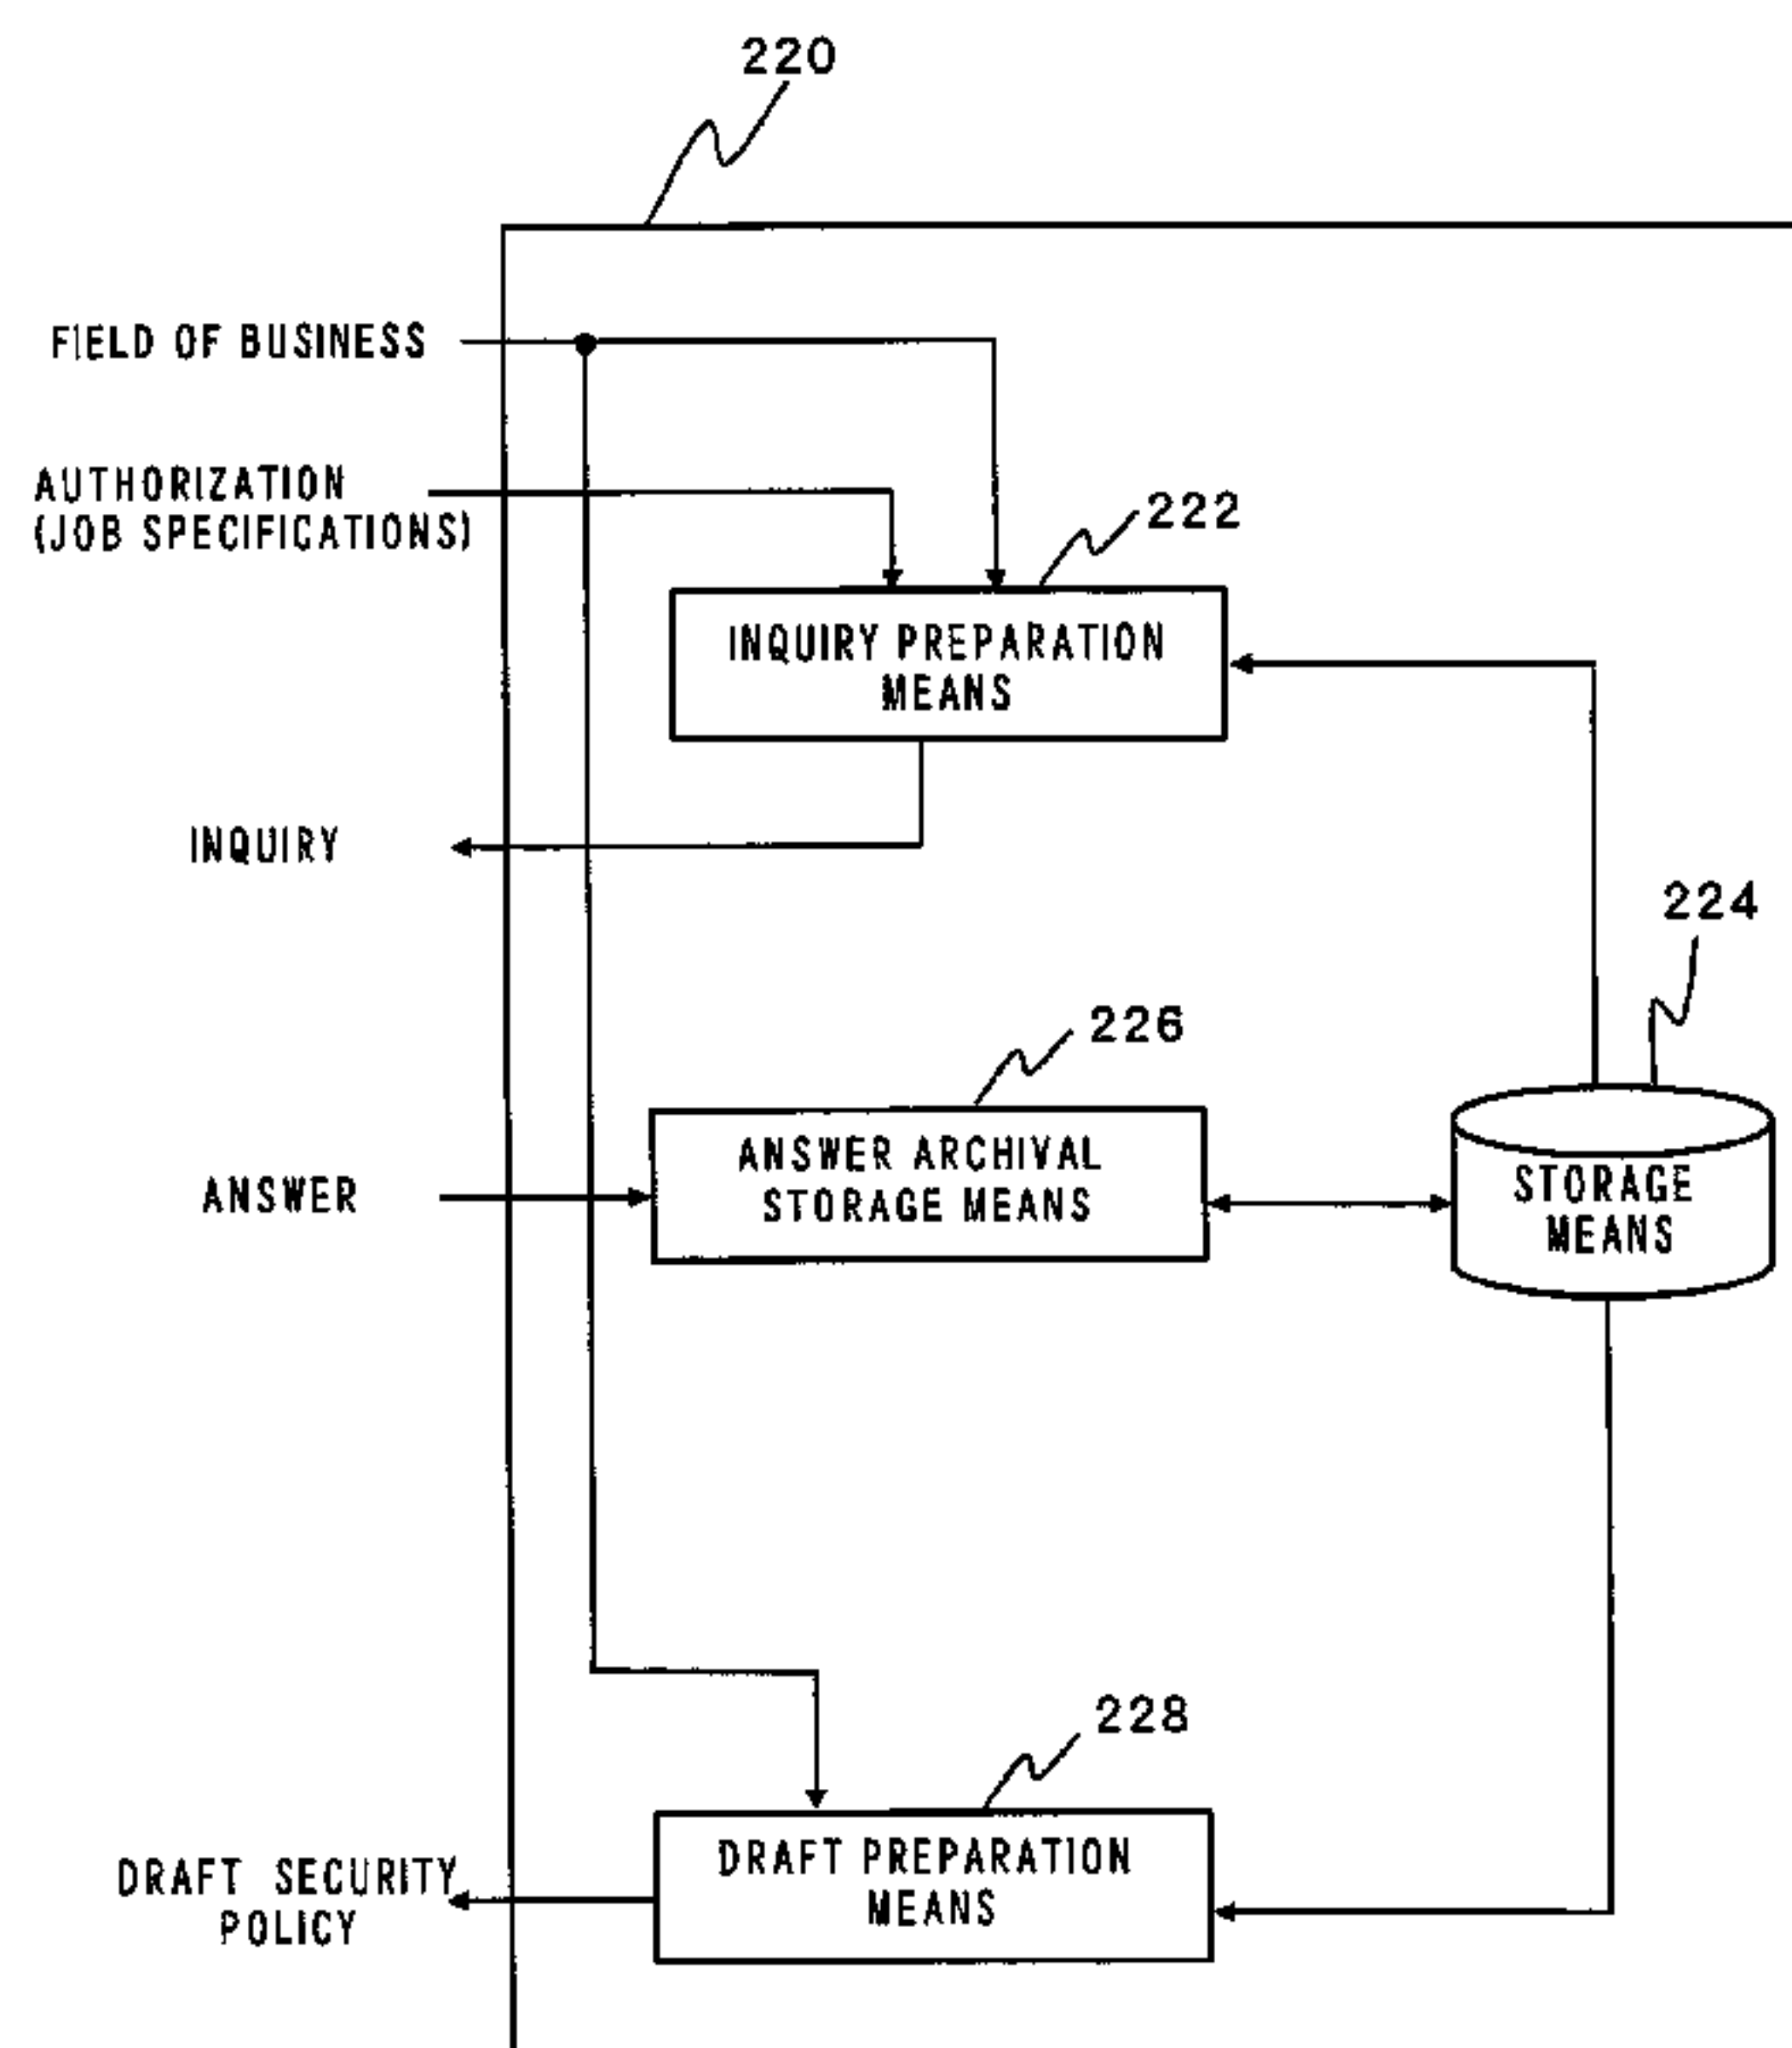 220
FIELD OF BUSINESS
AUTHORIZATION
(JOB SPECIFICATIONS)
222
INQUIRY PREPARATION
MEANS
INQUIRY
224
226
ANSWER ARCHIVAL
STORAGE MEANS
ANSWER
STORAGE
MEANS
228
DRAFT PREPARATION
MEANS
DRAFT SECURITY
POLICY